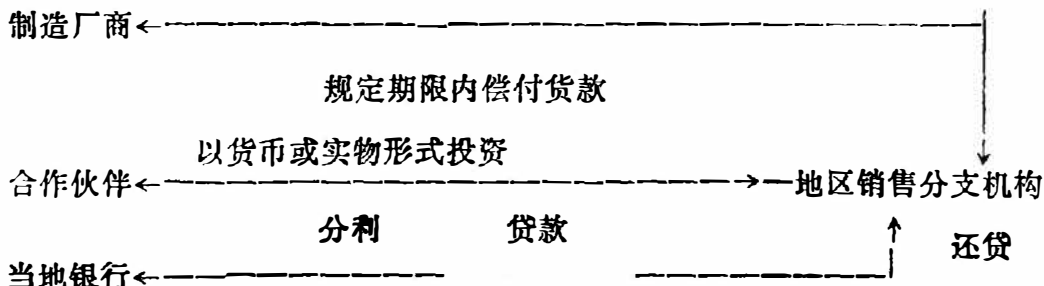 制造厂商
规定期限内偿付货款
以货币或实物形式投资
合作伙伴 一地区销售分支机构
分利 贷款
还贷
当地银行